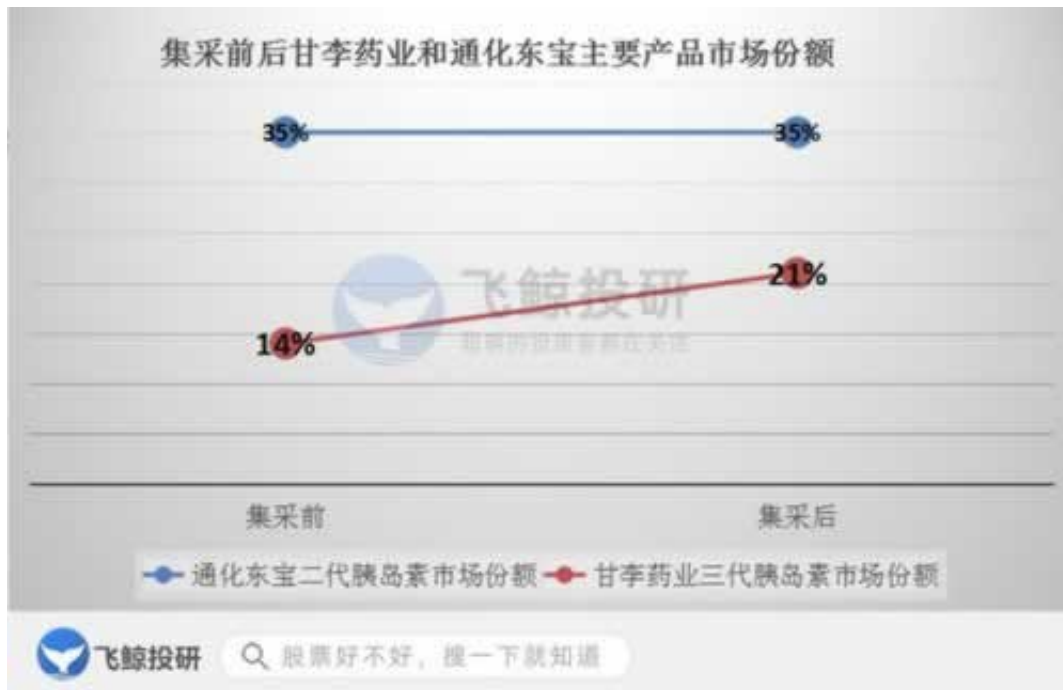 集采前后甘李药业和通化东宝主要产品市场份额
35%
35%
飞鲸投研
21%
14%
集采前
集采后
通化东宝二代胰岛素市场份额
甘李药业三代胰岛素市场份额
飞鲸投研
股票好不好，搜一下就知道